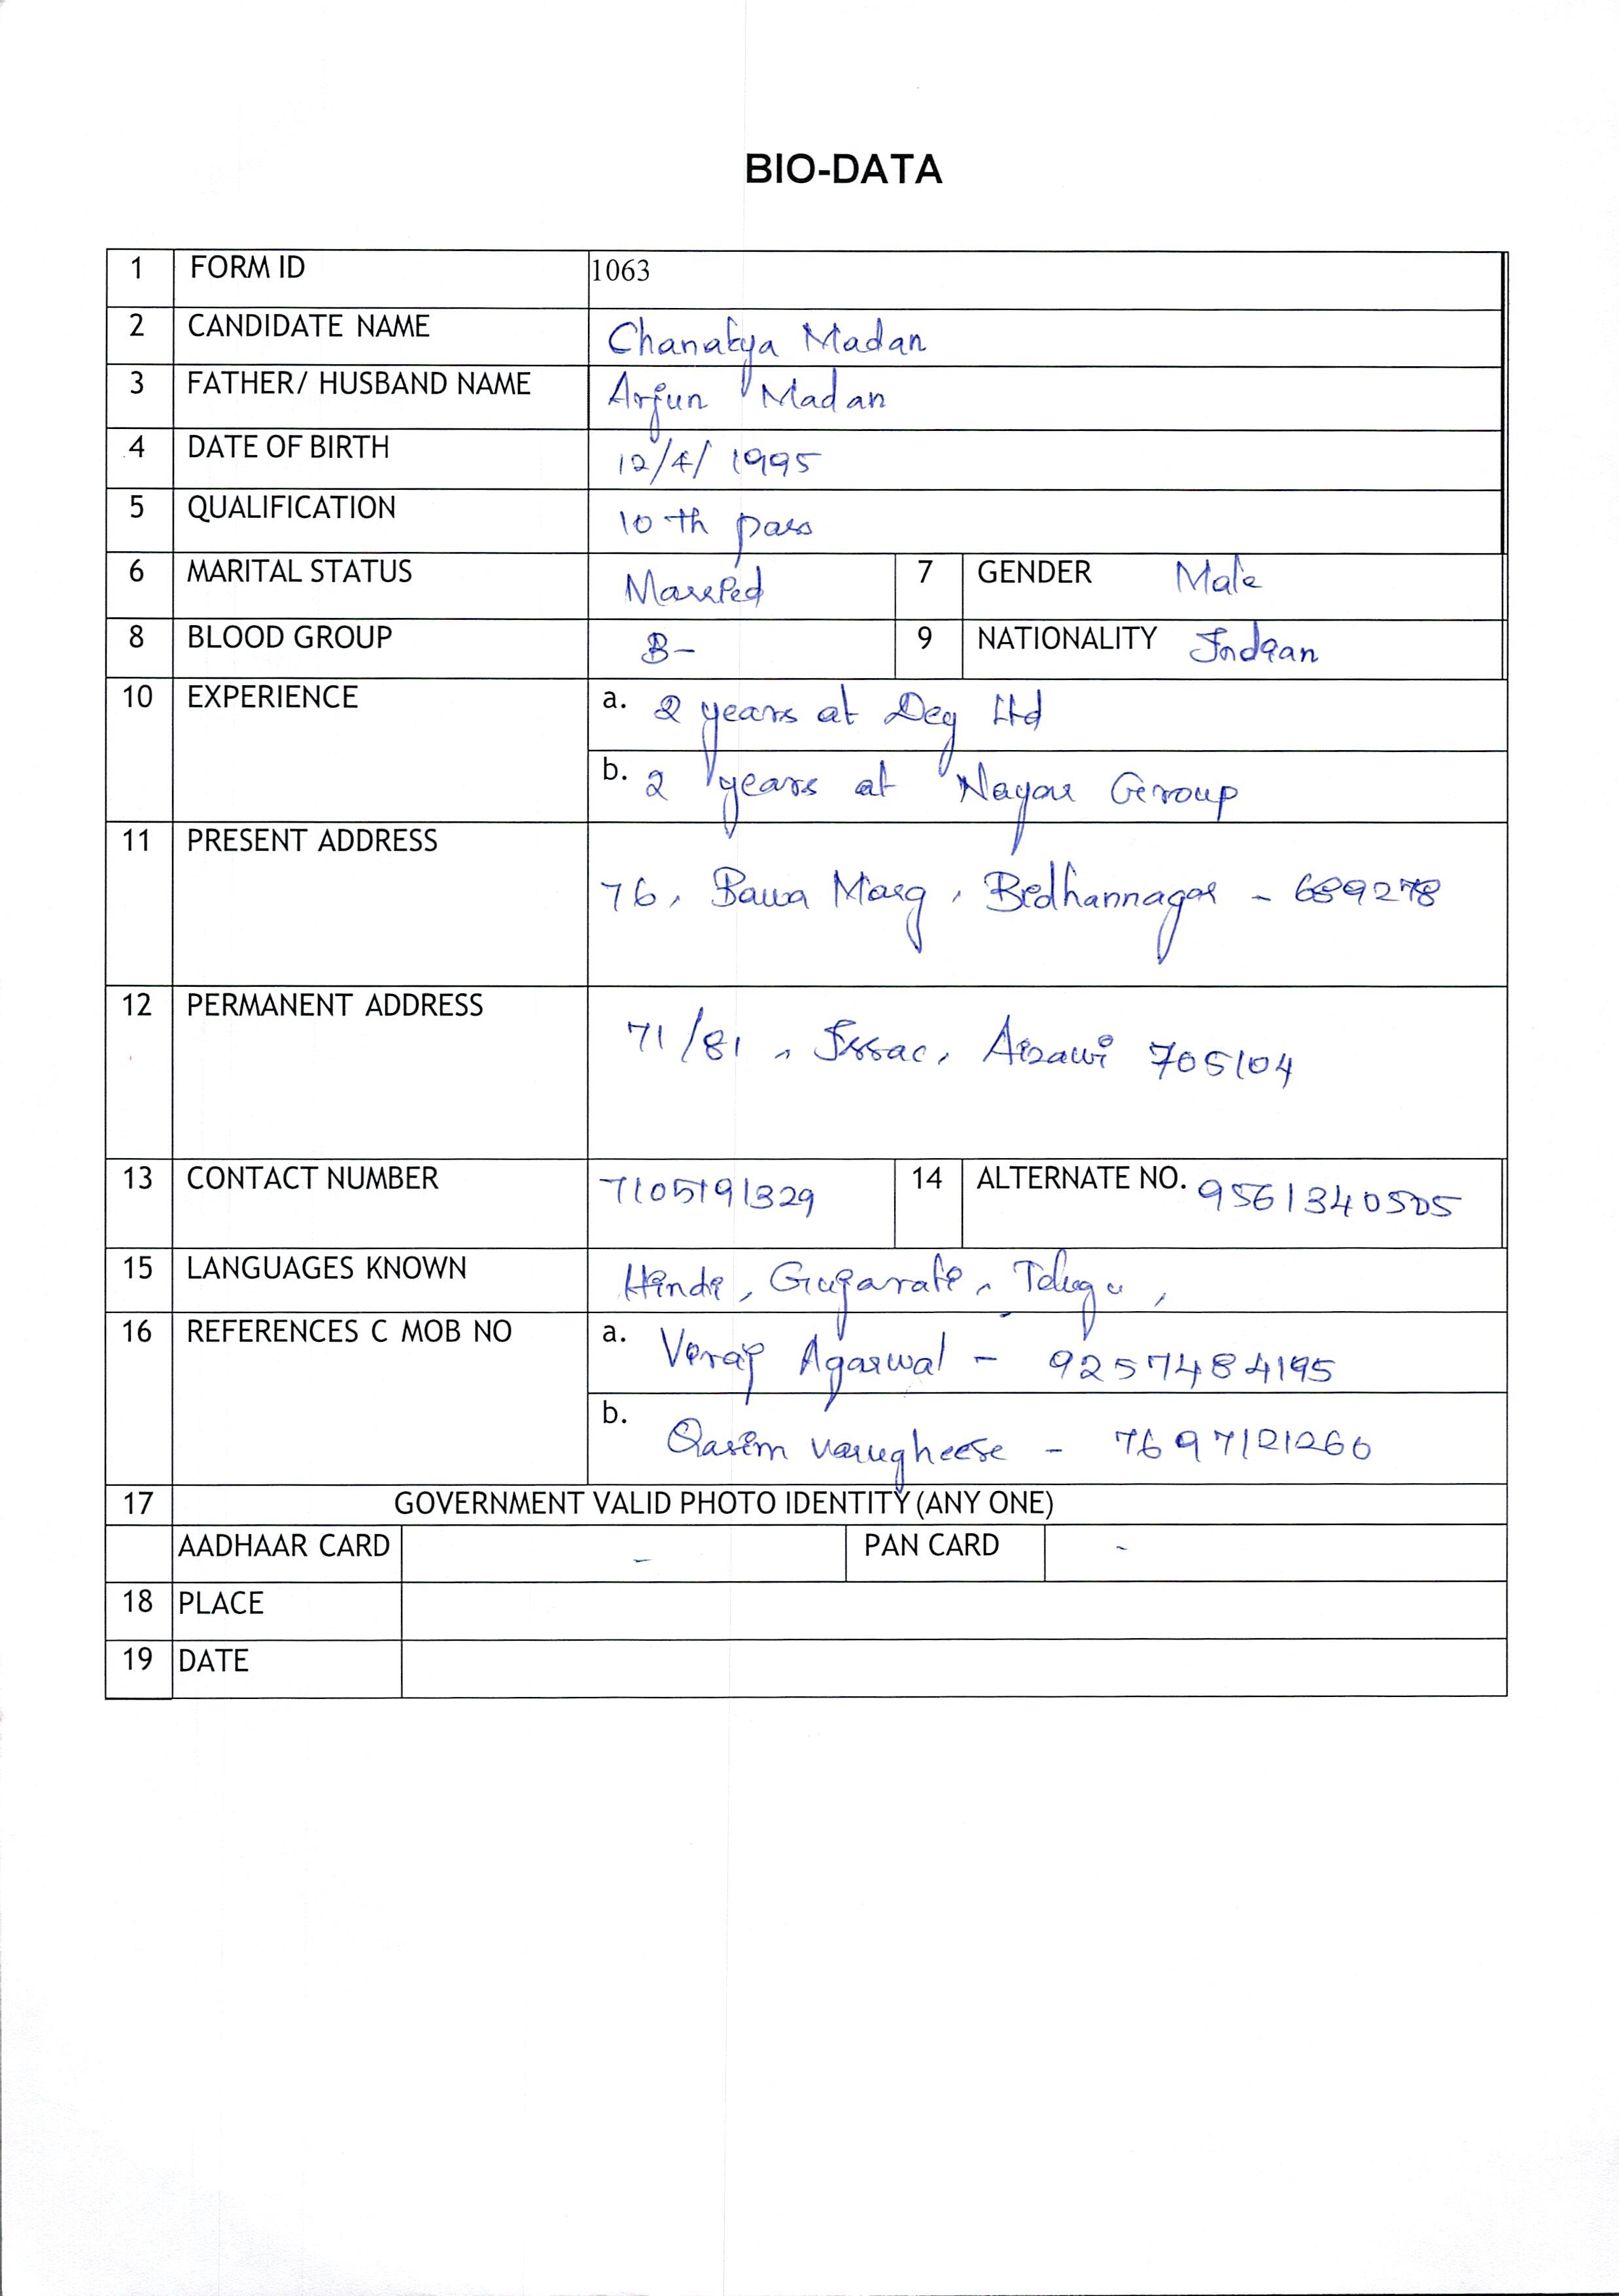 BIO-DATA
1 FORM ID 1063
2 CANDIDATE NAME Chanakya Madan
3 FATHER/ HUSBAND NAME Arjun Madan
4 DATE OF BIRTH 12/4/1995
5 QUALIFICATION 10 th pass
6 MARITAL STATUS Married 7 GENDER Male
8 BLOOD GROUP B- 9 NATIONALITY Indian
10 EXPERIENCE a. 2 years at Dey Ltd
b. 2 years at Nayar Group
11 PRESENT ADDRESS 76, Bawa Marg, Bidhannagar - 689278
12 PERMANENT ADDRESS 71/81, Issac, Aizawl 705104
13 CONTACT NUMBER 7105191329 14 ALTERNATE NO. 9561340505
15 LANGUAGES KNOWN Hindi, Gujarati, Telugu,
16 REFERENCES C MOB NO a. Viraj Agarwal - 9257484195
b. Qasim Varugheese - 7697121260
17 GOVERNMENT VALID PHOTO IDENTITY (ANY ONE)
AADHAAR CARD - PAN CARD -
18 PLACE
19 DATE